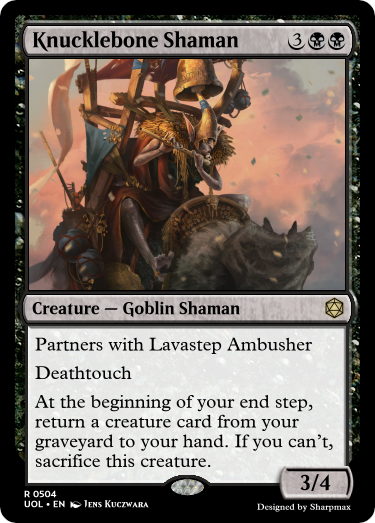 Knucklebone Shaman 3
Creature — Goblin Shaman
Partners with Lavastep Ambusher
Deathtouch
At the beginning of your end step,
return a creature card from your
graveyard to your hand. If you can't,
sacrifice this creature.
3/4
R 0504
UOL • EN Jens Kuczwara
Designed by Sharpmax